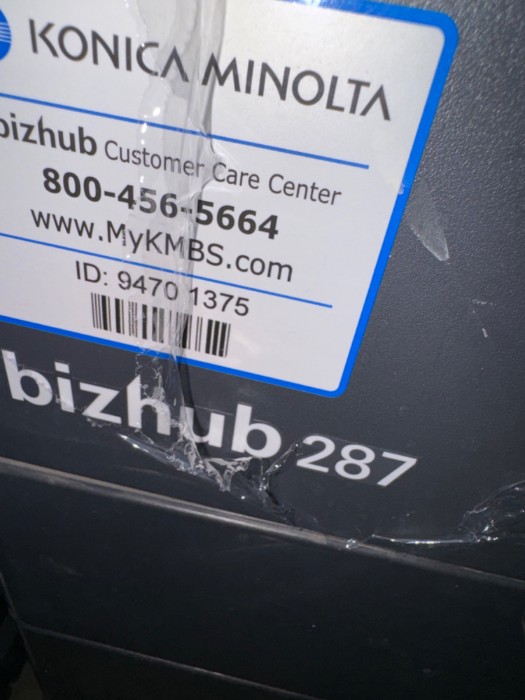 KONICA MINOLTA
bizhub Customer Care Center
800-456-5664
www.MyKMBS.com
ID: 9470 1375
bizhub 287